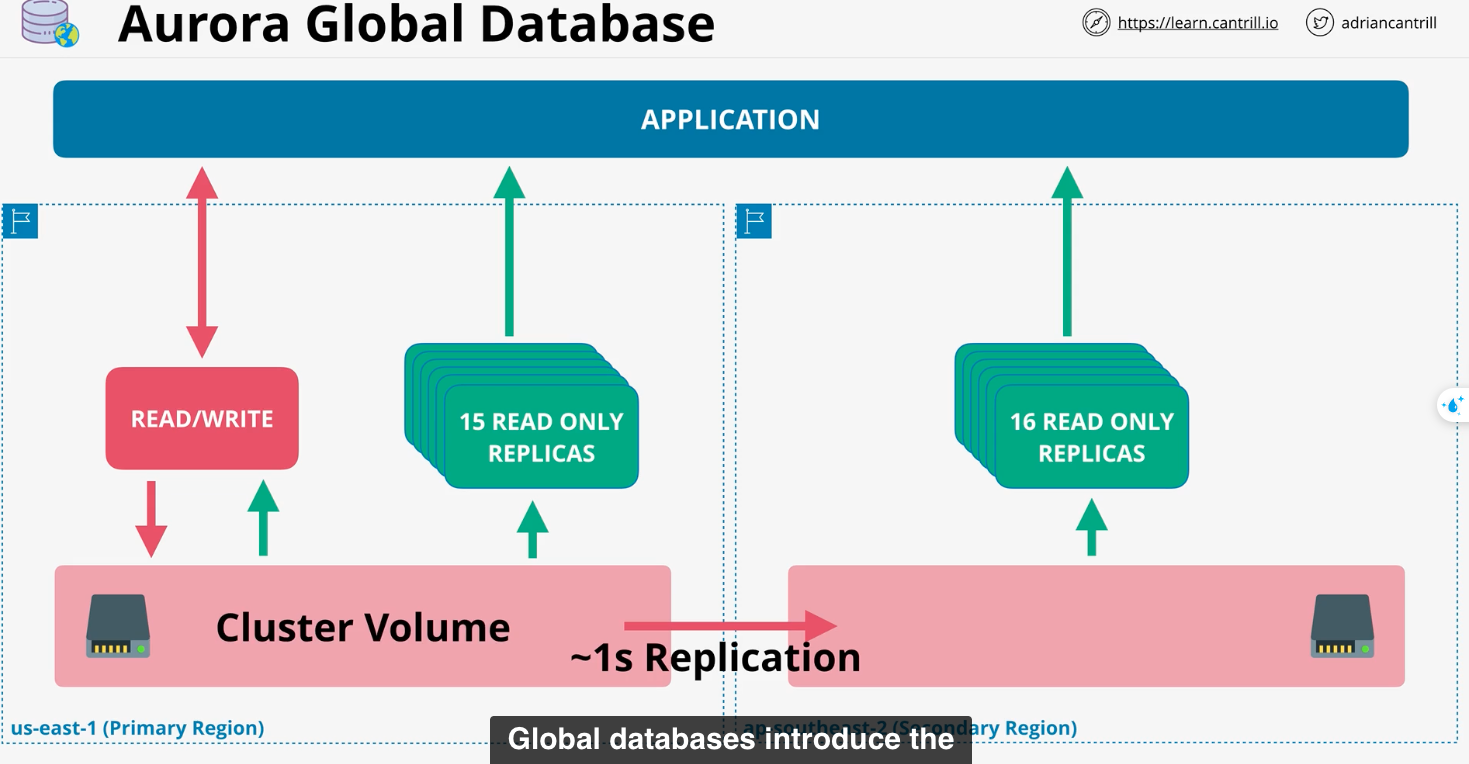 Aurora Global Database
https://learn.cantrill.io
adriancantrill
APPLICATION
READ/WRITE
15 READ ONLY
REPLICAS
16 READ ONLY
REPLICAS
Cluster Volume
~1s Replication
us-east-1 (Primary Region)
ap-southeast-2 (Secondary Region)
Global databases introduce the